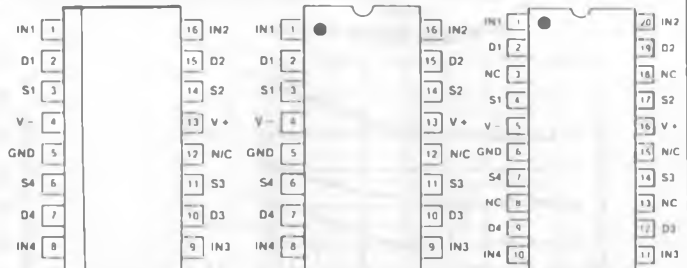 IN1 1 16 IN2
D1 2 15 D2
S1 3 14 S2
V - 4 13 V +
GND 5 12 N/C
S4 6 11 S3
D4 7 10 D3
IN4 8 9 IN3
IN1 1 16 IN2
D1 2 15 D2
S1 3 14 S2
V - 4 13 V +
GND 5 12 N/C
S4 6 11 S3
D4 7 10 D3
IN4 8 9 IN3
IN1 1 20 IN2
D1 2 19 D2
NC 3 18 NC
S1 4 17 S2
V - 5 16 V +
GND 6 15 N/C
S4 7 14 S3
NC 8 13 NC
D4 9 12 D3
IN4 10 11 IN3